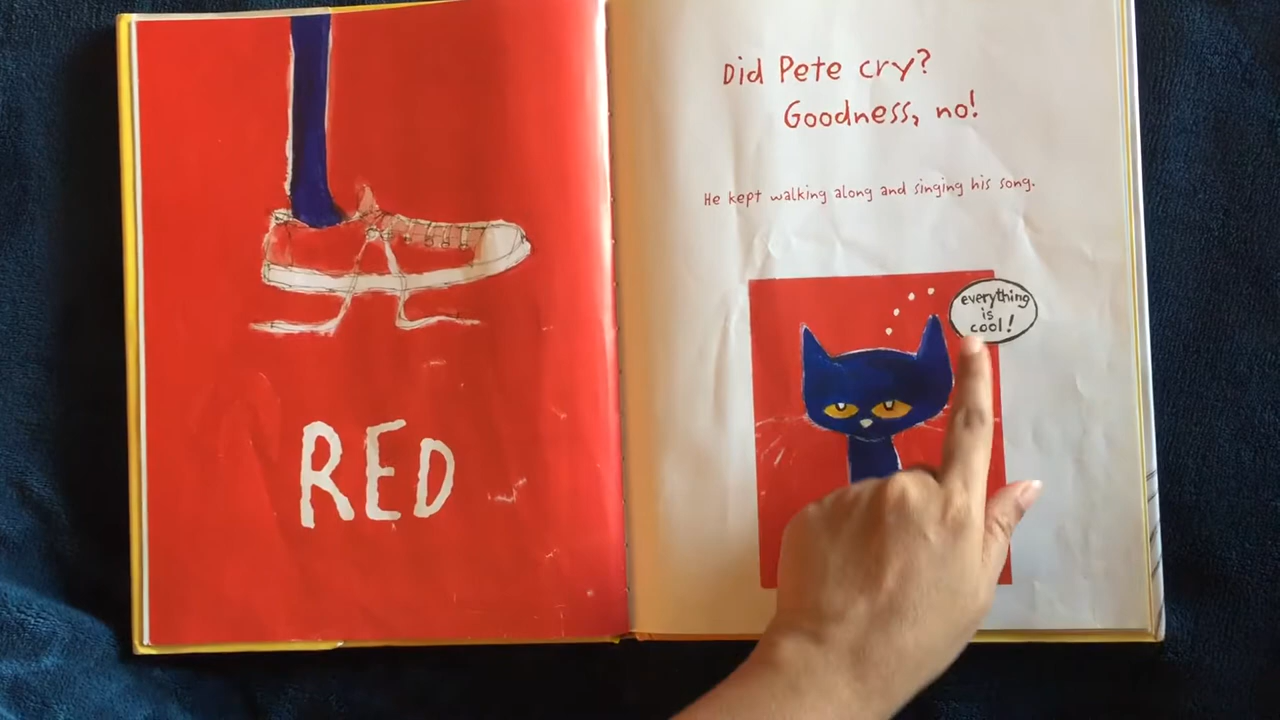 RED
Did Pete cry?
Goodness, no!
He kept walking along and singing his song.
everything
is
cool!